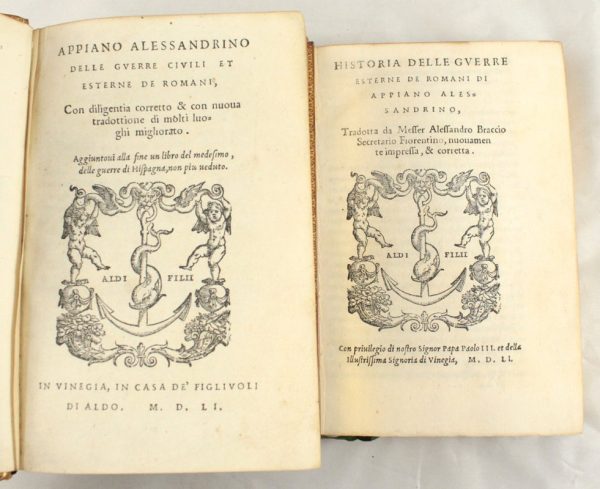 APPIANO ALESSANDRINO
DELLE GVERRE CIVILI ET
ESTERNE DE ROMANI,
Con diligentia corretto & con nuoua
tradottione di molti luo-
ghi migliorato.
Aggiuntoui alla fine un libro del medesimo,
delle guerre di Hispagna, non piu ueduto.
ALDI FILII
IN VINEGIA, IN CASA DE' FIGLIVOLI
DI ALDO. M. D. LI.
HISTORIA DELLE GVERRE
ESTERNE DE ROMANI DI
APPIANO ALES-
SANDRINO,
Tradotta da Messer Alessandro Braccio
Secretario Fiorentino, nuouamen
te impressa, & corretta.
ALDI FILII
Con priuilegio di nostro Signor Papa Paolo III. et della
Illustrissima Signoria di Vinegia, M. D. LI.